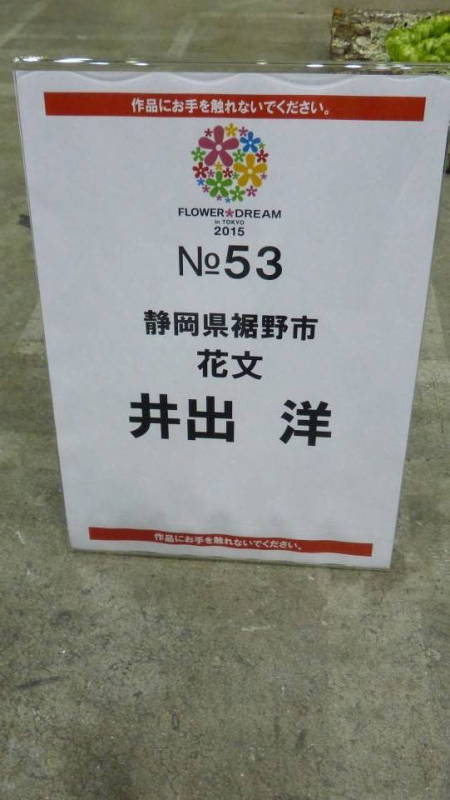 作品にお手を触れないでください。
FLOWER★DREAM
in TOKYO
2015
№53
静岡県裾野市
花文
井出 洋
作品にお手を触れないでください。